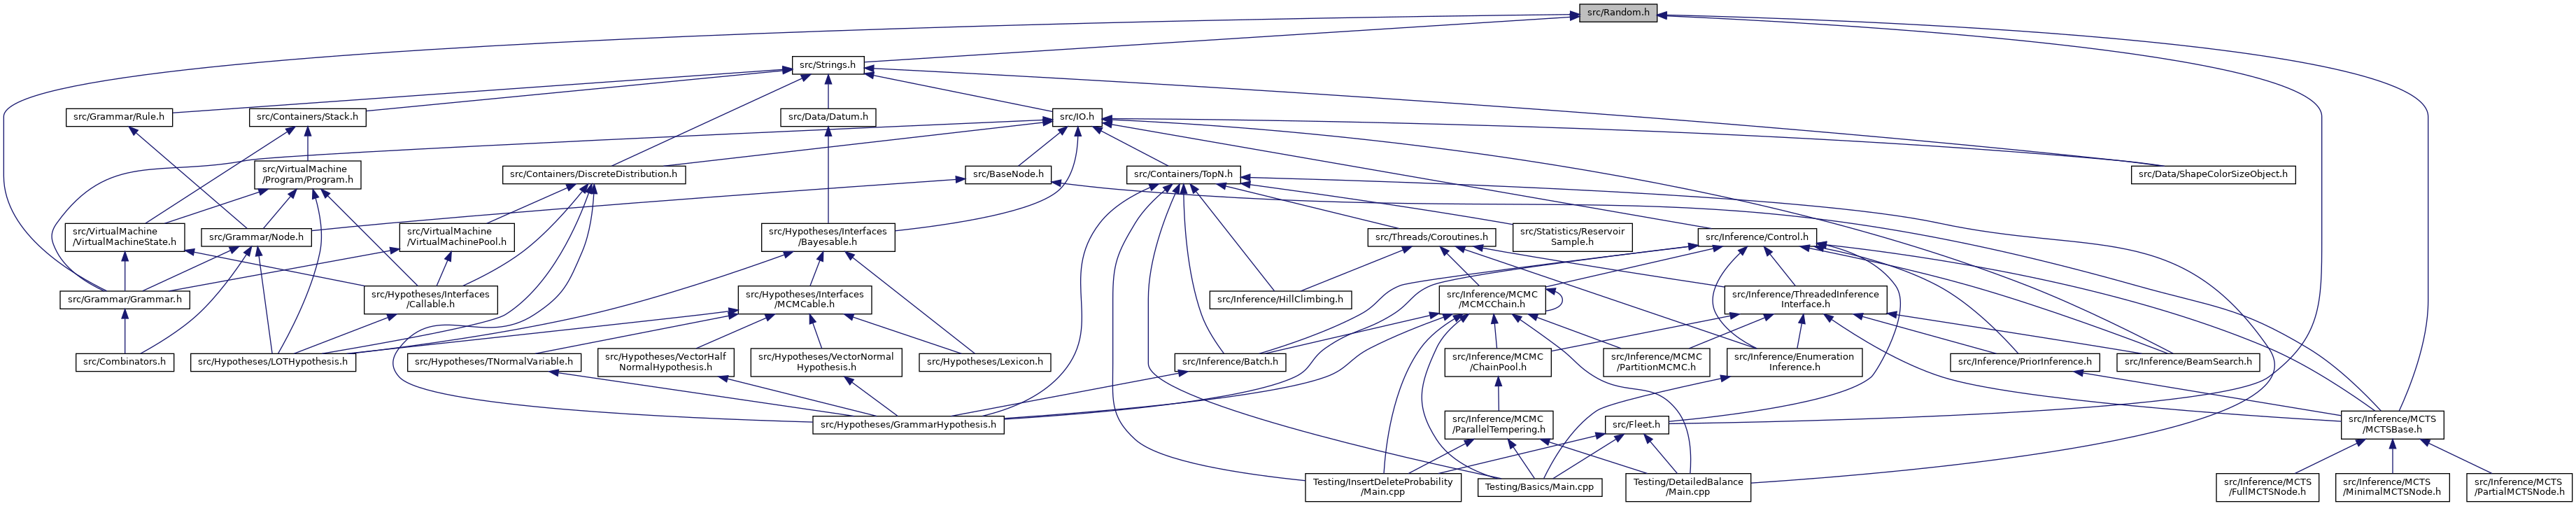 src/Random.h
src/Strings.h
src/Grammar/Rule.h
src/Containers/Stack.h
src/Data/Datum.h
src/IO.h
src/VirtualMachine
/Program/Program.h
src/Containers/DiscreteDistribution.h
src/BaseNode.h
src/Containers/TopN.h
src/Data/ShapeColorSizeObject.h
src/VirtualMachine
/VirtualMachineState.h
src/Grammar/Node.h
src/VirtualMachine
/VirtualMachinePool.h
src/Hypotheses/Interfaces
/Bayesable.h
src/Threads/Coroutines.h
src/Statistics/Reservoir
Sample.h
src/Inference/Control.h
src/Grammar/Grammar.h
src/Hypotheses/Interfaces
/Callable.h
src/Hypotheses/Interfaces
/MCMCable.h
src/Inference/HillClimbing.h
src/Inference/MCMC
/MCMCChain.h
src/Inference/ThreadedInference
Interface.h
src/Combinators.h
src/Hypotheses/LOTHypothesis.h
src/Hypotheses/TNormalVariable.h
src/Hypotheses/VectorHalf
NormalHypothesis.h
src/Hypotheses/VectorNormal
Hypothesis.h
src/Hypotheses/Lexicon.h
src/Inference/Batch.h
src/Inference/MCMC
/ChainPool.h
src/Inference/MCMC
/PartitionMCMC.h
src/Inference/Enumeration
Inference.h
src/Inference/PriorInference.h
src/Inference/BeamSearch.h
src/Hypotheses/GrammarHypothesis.h
src/Inference/MCMC
/ParallelTempering.h
src/Fleet.h
src/Inference/MCTS
/MCTSBase.h
Testing/InsertDeleteProbability
/Main.cpp
Testing/Basics/Main.cpp
Testing/DetailedBalance
/Main.cpp
src/Inference/MCTS
/FullMCTSNode.h
src/Inference/MCTS
/MinimalMCTSNode.h
src/Inference/MCTS
/PartialMCTSNode.h